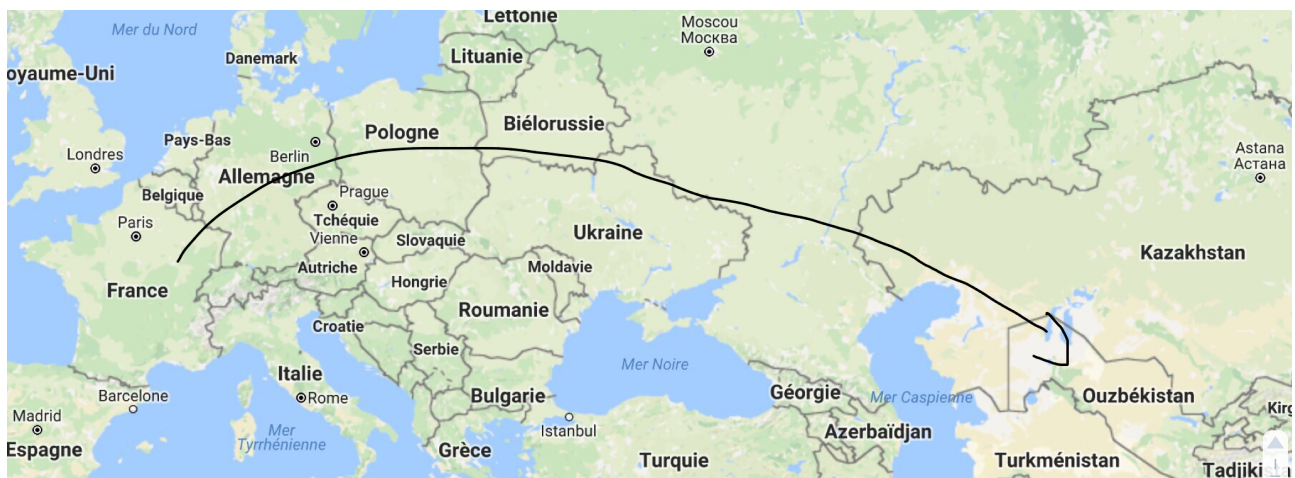 Lettonie
Moscou
Москва
Mer du Nord
Danemark
Lituanie
oyaume-Uni
Biélorussie
Pologne
Pays-Bas
Londres
Berlin
Astana
Астана
Allemagne
Belgique
Prague
Paris
Tchéquie
Ukraine
Vienne
Slovaquie
Kazakhstan
Autriche
Moldavie
Hongrie
France
Roumanie
Croatie
Serbie
Mer Noire
Italie
Rome
Barcelone
Bulgarie
Géorgie
Mer Caspienne
Ouzbékistan
Madrid
Istanbul
Kirg
Mer
Tyrrhénienne
Azerbaïdjan
Espagne
Grèce
Turquie
Turkménistan
Tadjikista